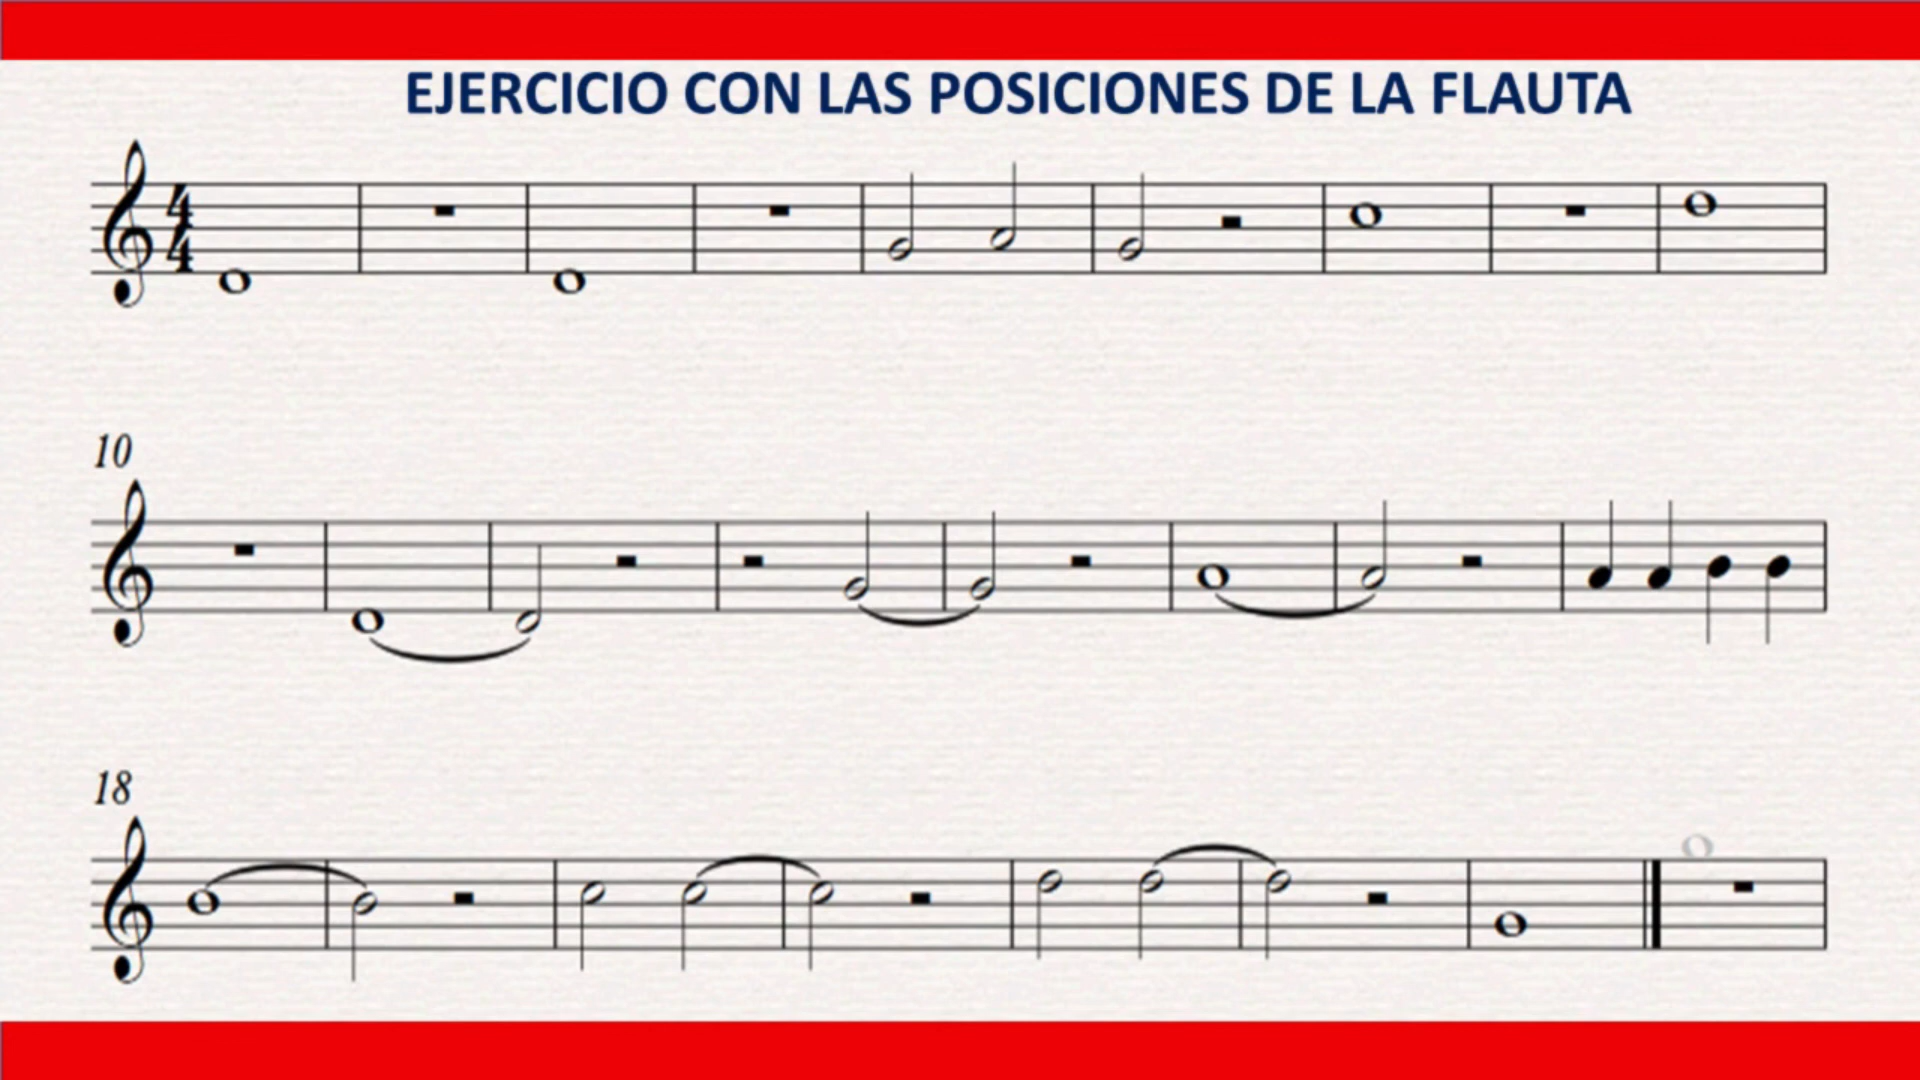 EJERCICIO CON LAS POSICIONES DE LA FLAUTA
4
4
10
18